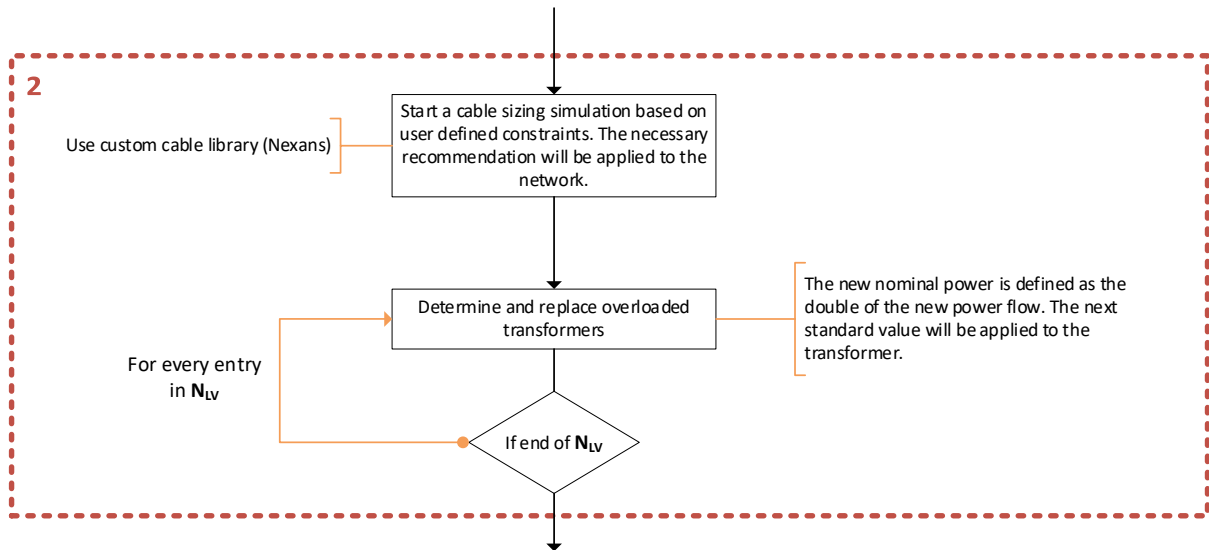 2
Start a cable sizing simulation based on
user defined constraints. The necessary
recommendation will be applied to the
network.
Use custom cable library (Nexans)
Determine and replace overloaded
transformers
The new nominal power is defined as the
double of the new power flow. The next
standard value will be applied to the
transformer.
For every entry
in N_LV
If end of N_LV